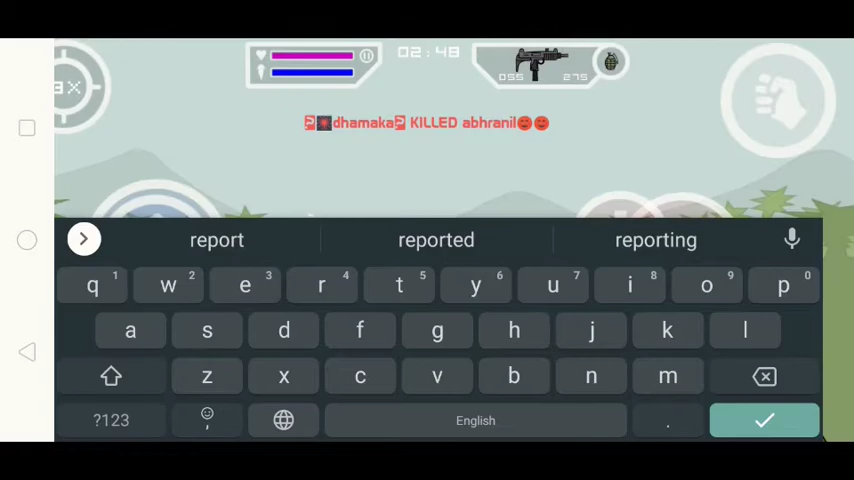 02:48
3X
055 275
dhamaka KILLED abhranil
report reported reporting
q 1 w 2 e 3 r 4 t 5 y 6 u 7 i 8 o 9 p 0
a s d f g h j k l
z x c v b n m
?123 , English .